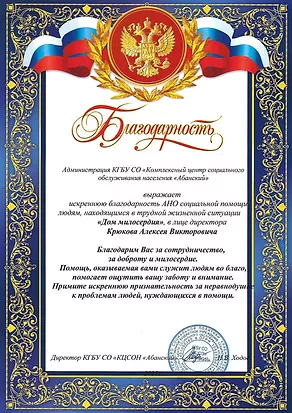 Благодарность
Администрация КГБУ СО «Комплексный центр социального
обслуживания населения «Абанский»
выражает
искреннюю благодарность АНО социальной помощи
людям, находящимся в трудной жизненной ситуации
«Дом милосердия», в лице директора
Крюкова Алексея Викторовича
Благодарим Вас за сотрудничество,
за доброту и милосердие.
Помощь, оказываемая вами служит людям во благо,
помогает ощутить вашу заботу и внимание.
Примите искреннюю признательность за неравнодушие
к проблемам людей, нуждающихся в помощи.
Директор КГБУ СО «КЦСОН «Абанский»